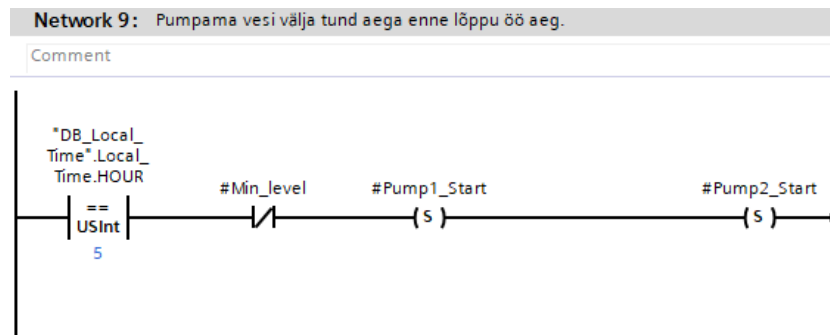 Network 9: Pumpama vesi välja tund aega enne lõppu öö aeg.
Comment
"DB_Local_
Time".Local_
Time.HOUR
#Min_level
#Pump1_Start
#Pump2_Start
==
USInt
S
S
5